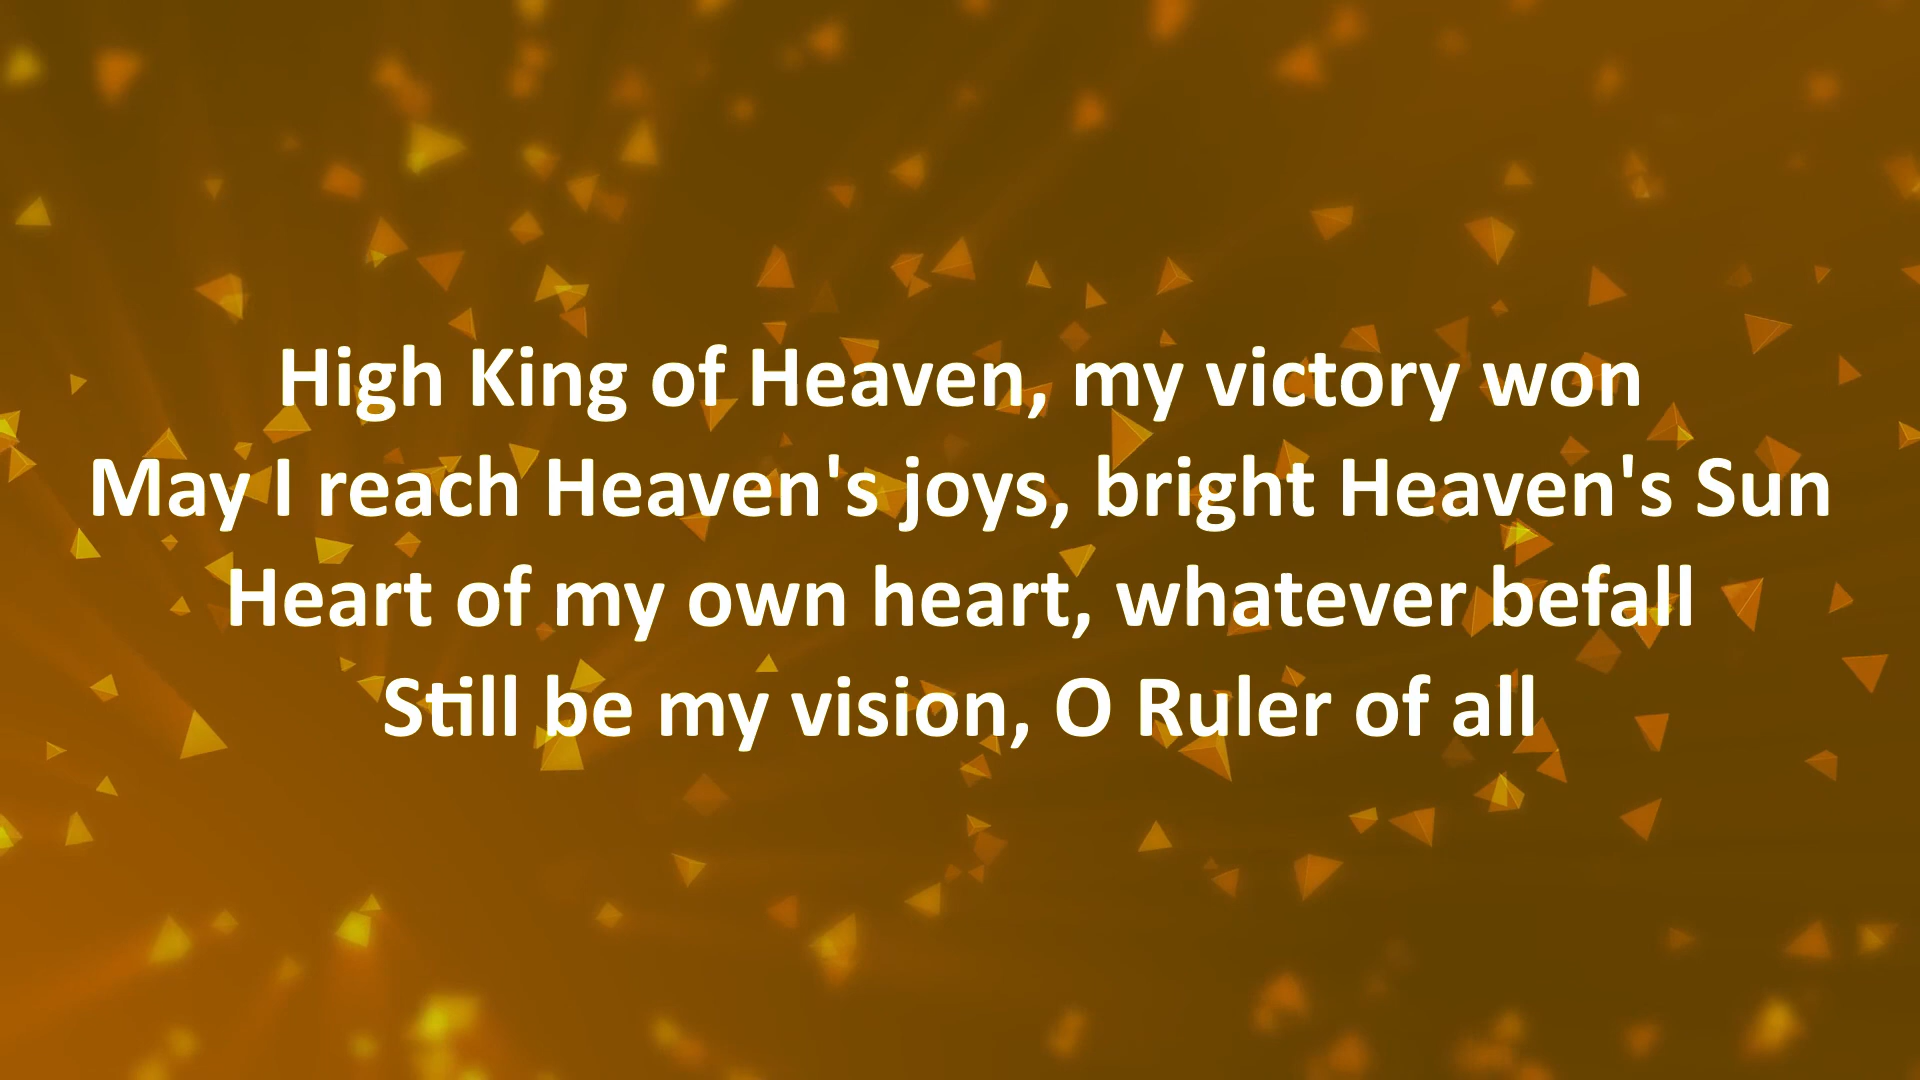 High King of Heaven, my victory won
May I reach Heaven's joys, bright Heaven's Sun
Heart of my own heart, whatever befall
Still be my vision, O Ruler of all